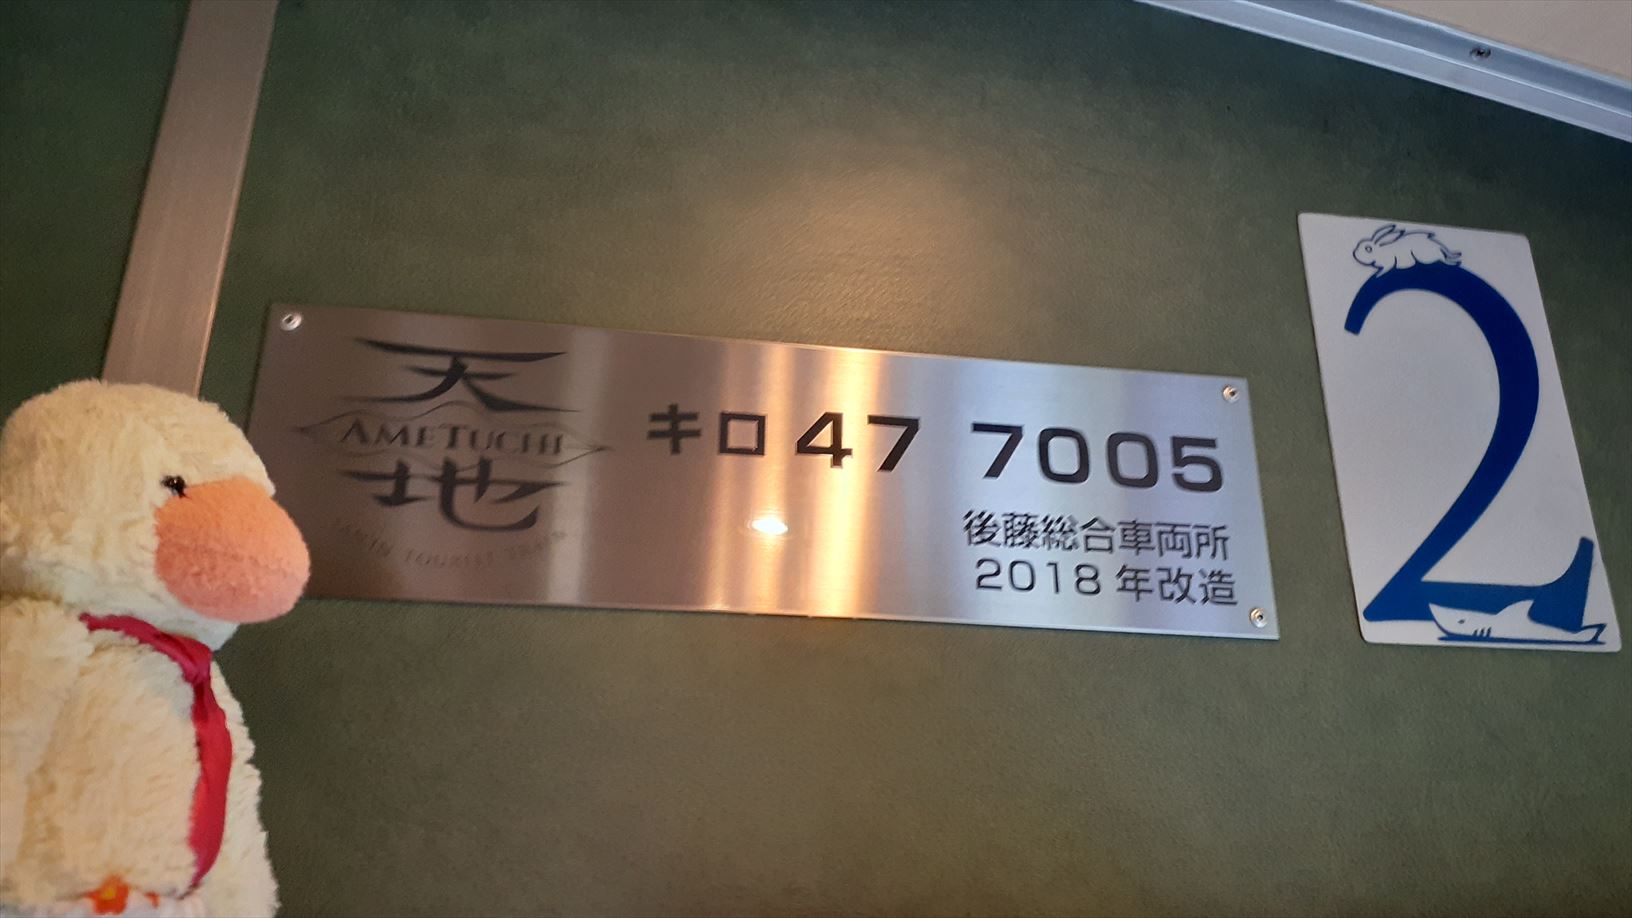 天
AMETUCHI
地
キロ 47 7005
後藤総合車両所
2018 年改造
2